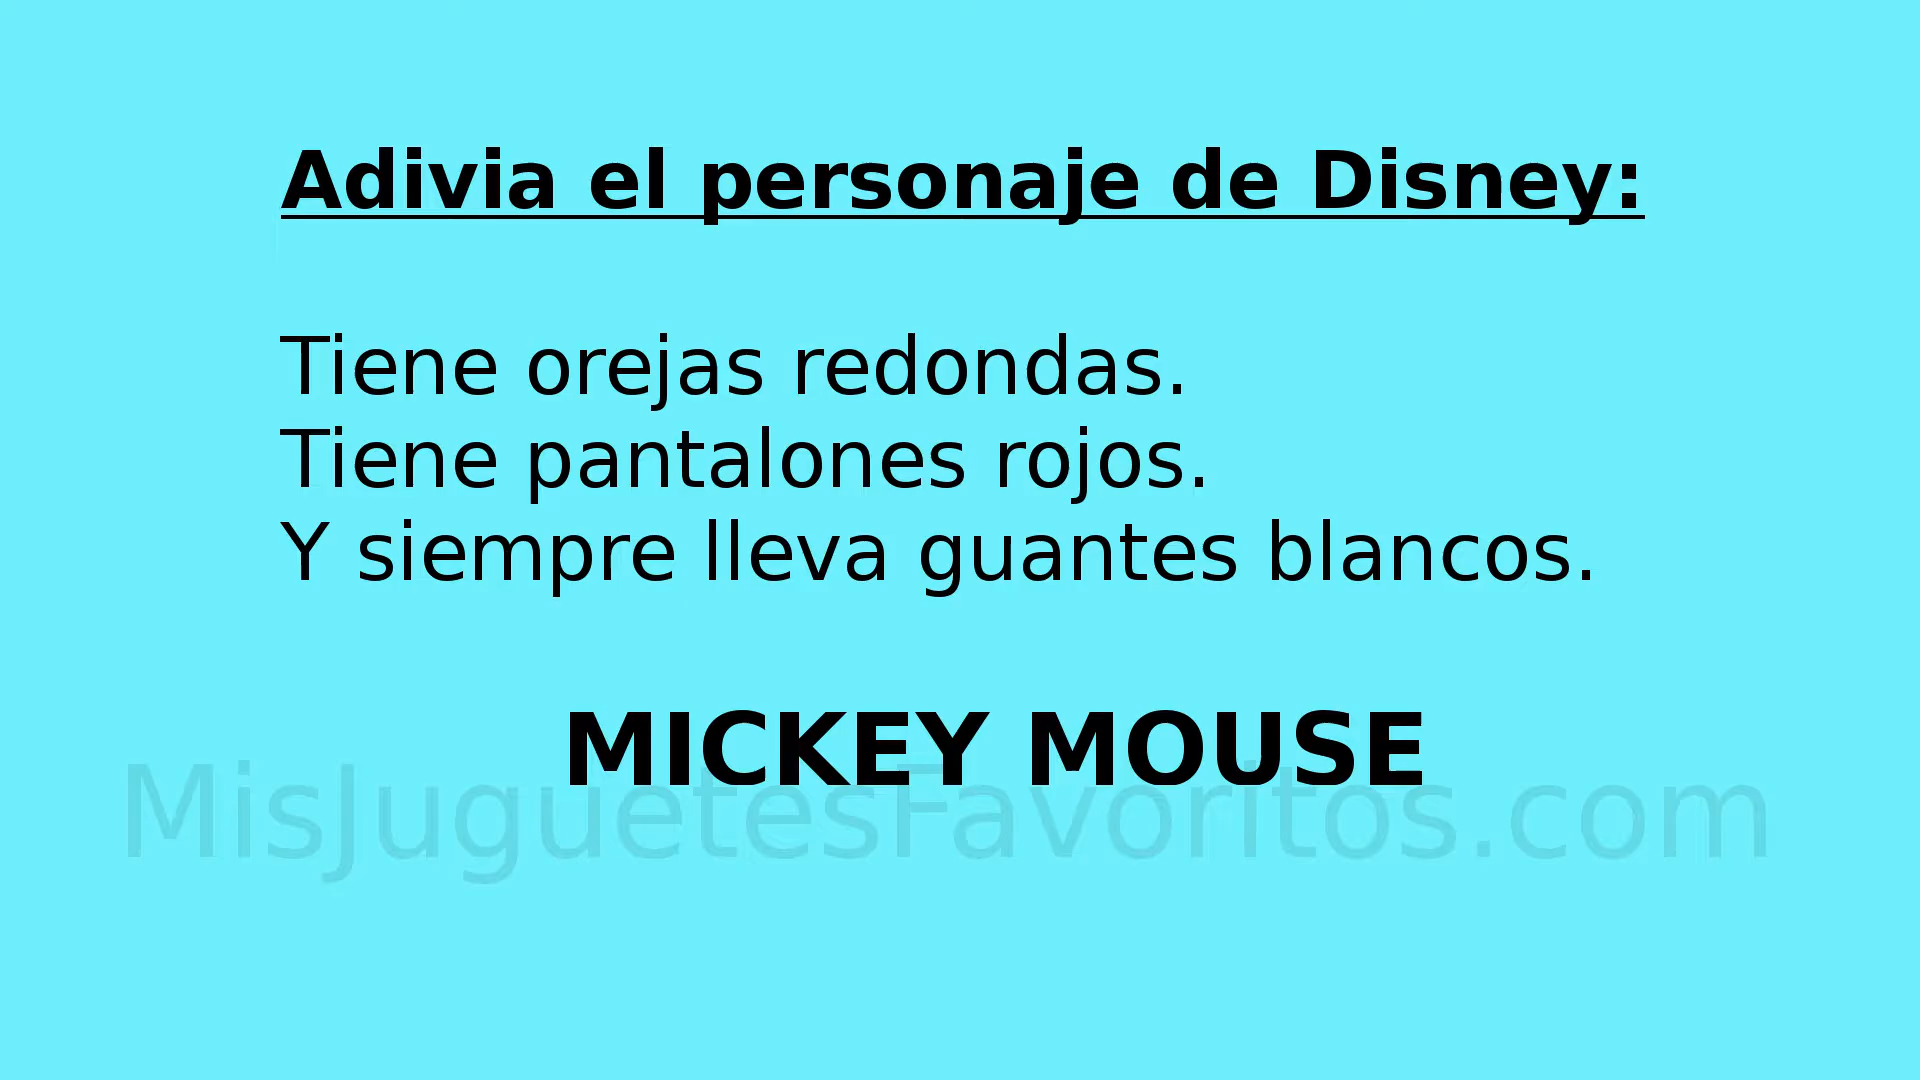 Adivia el personaje de Disney:
Tiene orejas redondas.
Tiene pantalones rojos.
Y siempre lleva guantes blancos.
MICKEY MOUSE
MisJuguetesFavoritos.com